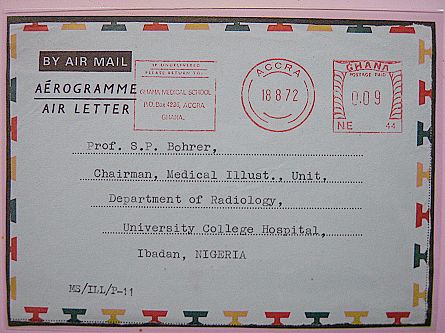 BY AIR MAIL
AÉROGRAMME
AIR LETTER
IF UNDELIVERED
PLEASE RETURN TO:
GHANA MEDICAL SCHOOL
P.O. Box 4236, ACCRA
GHANA.
ACCRA
18 8 72
GHANA
POSTAGE PAID
0.09
NE 44
Prof. S.P. Bohrer,
Chairman, Medical Illust., Unit,
Department of Radiology,
University College Hospital,
Ibadan, NIGERIA
MS/ILL/P-11